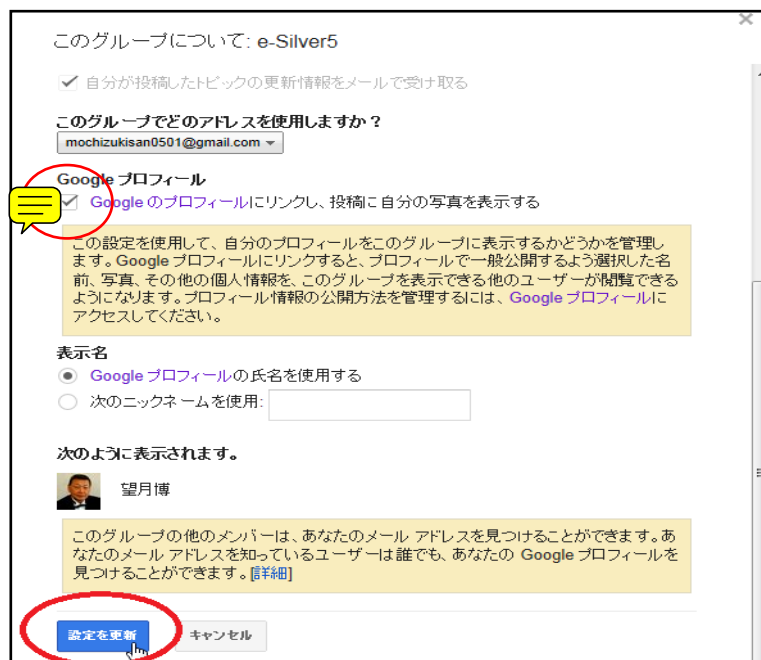 このグループについて: e-Silver5
自分が投稿したトピックの更新情報をメールで受け取る
このグループでどのアドレスを使用しますか？
mochizukisan0501@gmail.com
Google プロフィール
Google のプロフィールにリンクし、投稿に自分の写真を表示する
この設定を使用して、自分のプロフィールをこのグループに表示するかどうかを管理し
ます。Google プロフィールにリンクすると、プロフィールで一般公開するよう選択した名
前、写真、その他の個人情報を、このグループを表示できる他のユーザーが閲覧できる
ようになります。プロフィール情報の公開方法を管理するには、Google プロフィールに
アクセスしてください。
表示名
Google プロフィールの氏名を使用する
次のニックネームを使用:
次のように表示されます。
望月博
このグループの他のメンバーは、あなたのメール アドレスを見つけることができます。あ
なたのメール アドレスを知っているユーザーは誰でも、あなたの Google プロフィールを
見つけることができます。[詳細]
設定を更新 キャンセル